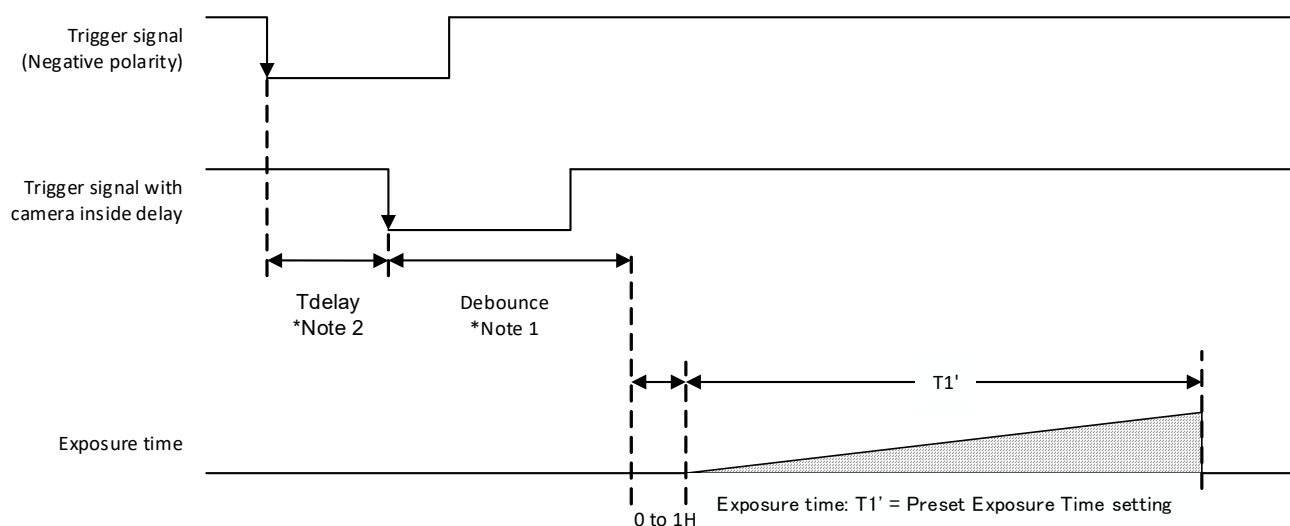 Trigger signal
(Negative polarity)
Trigger signal with
camera inside delay
Tdelay
*Note 2
Debounce
*Note 1
T1'
Exposure time
0 to 1H
Exposure time: T1' = Preset Exposure Time setting